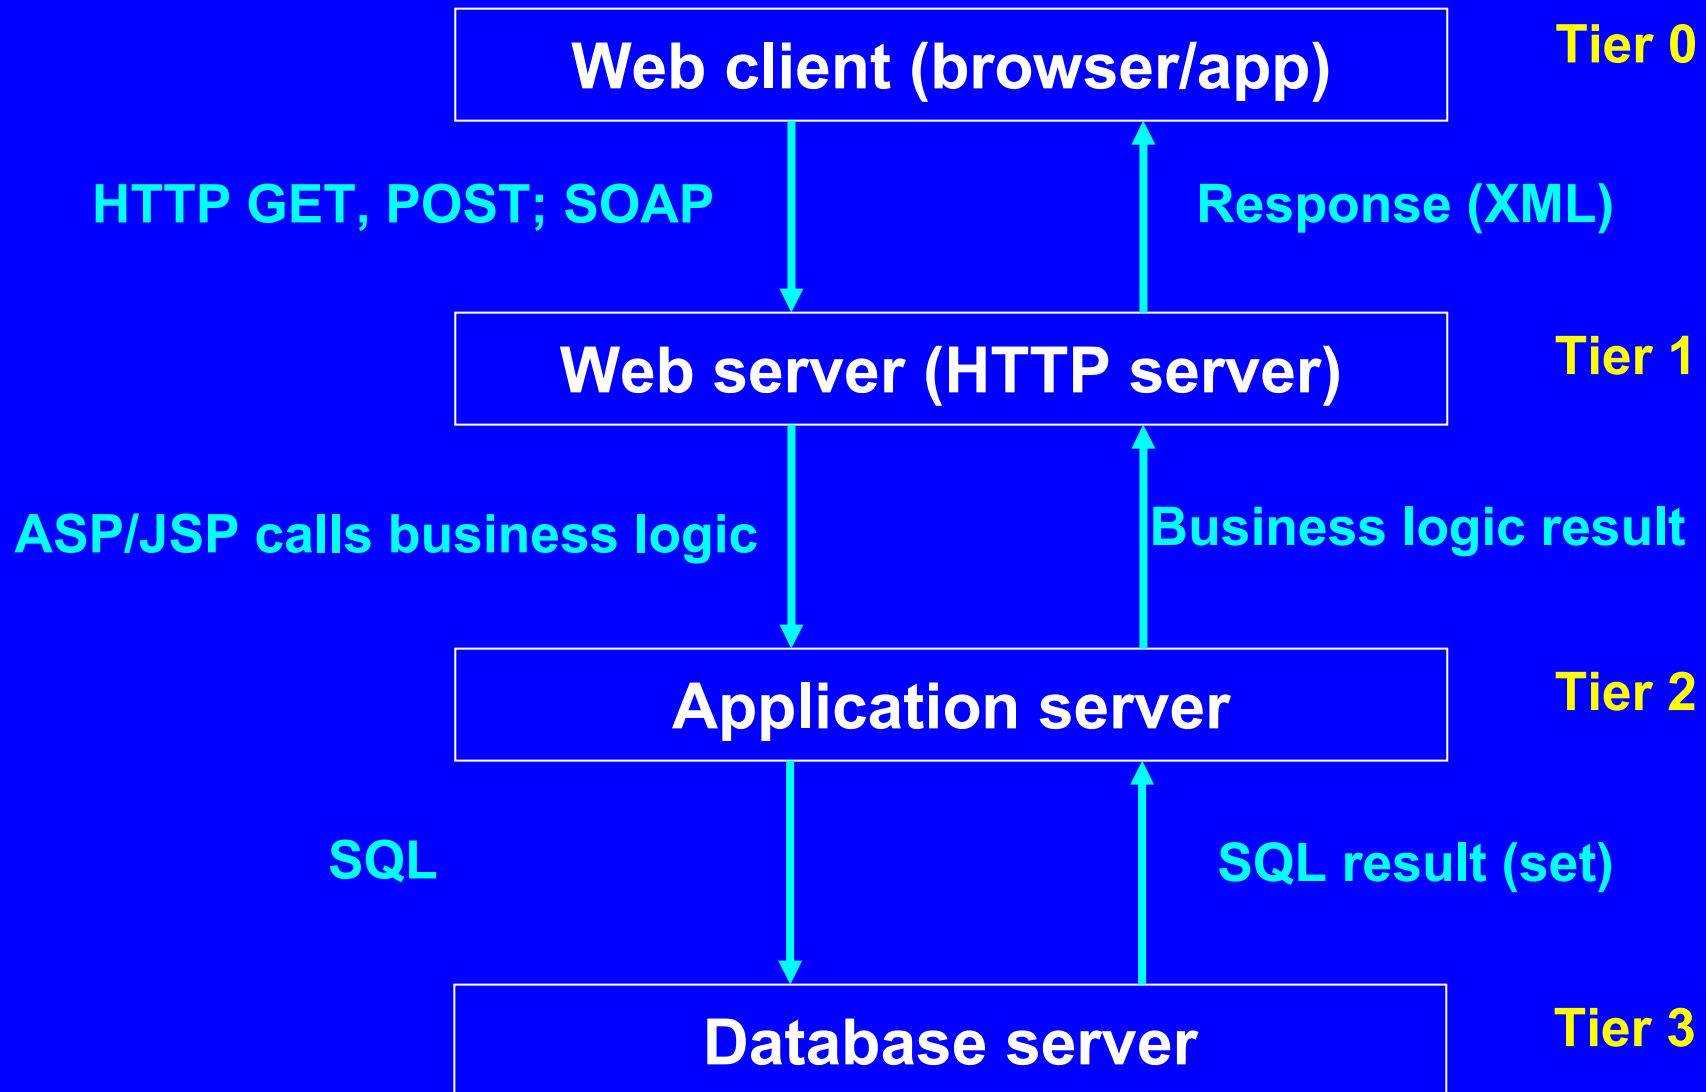 Web client (browser/app)
Tier 0
HTTP GET, POST; SOAP
Response (XML)
Web server (HTTP server)
Tier 1
ASP/JSP calls business logic
Business logic result
Application server
Tier 2
SQL
SQL result (set)
Database server
Tier 3